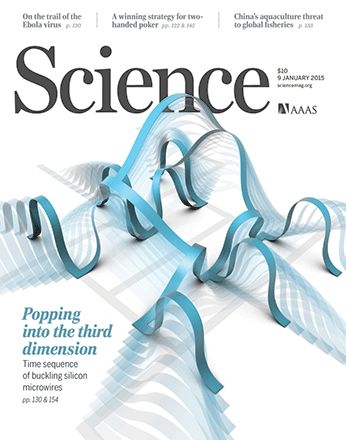 On the trail of the
Ebola virus p.
A winning strategy for two-
handed poker pp. 122 & 145
China's aquaculture threat
to global fisheries p. 133
Science
$10
9 JANUARY 2015
sciencemag.org
AAAS
Popping
into the third
dimension
Time sequence
of buckling silicon
microwires
pp. 130 & 154